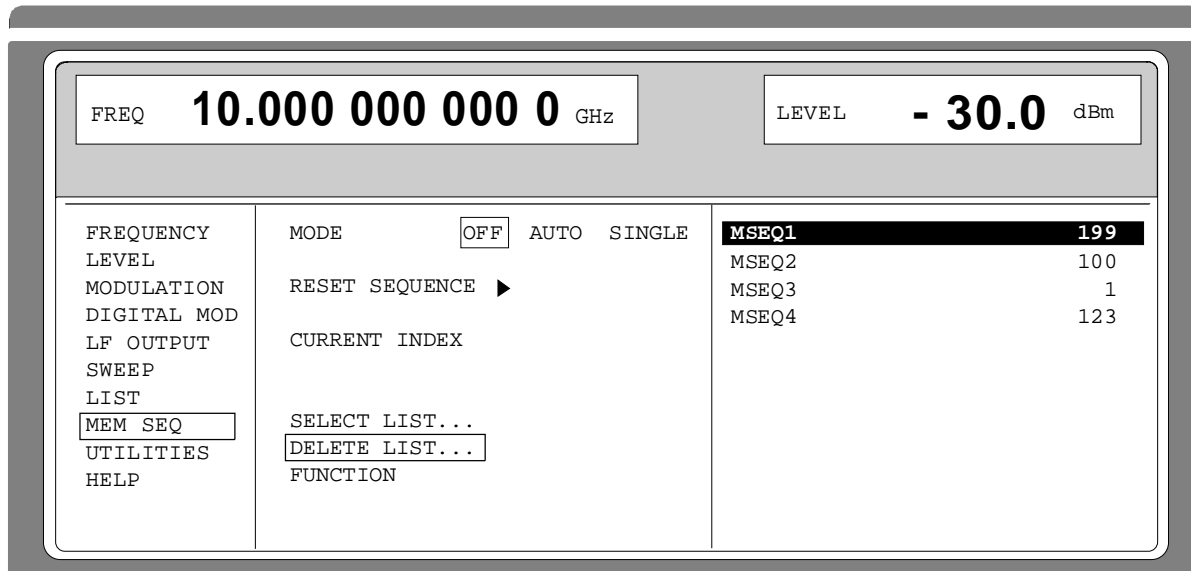 FREQ 10.000 000 000 0 GHz
LEVEL - 30.0 dBm
FREQUENCY
LEVEL
MODULATION
DIGITAL MOD
LF OUTPUT
SWEEP
LIST
MEM SEQ
UTILITIES
HELP
MODE OFF AUTO SINGLE
RESET SEQUENCE
CURRENT INDEX
SELECT LIST...
DELETE LIST...
FUNCTION
MSEQ1 199
MSEQ2 100
MSEQ3 1
MSEQ4 123